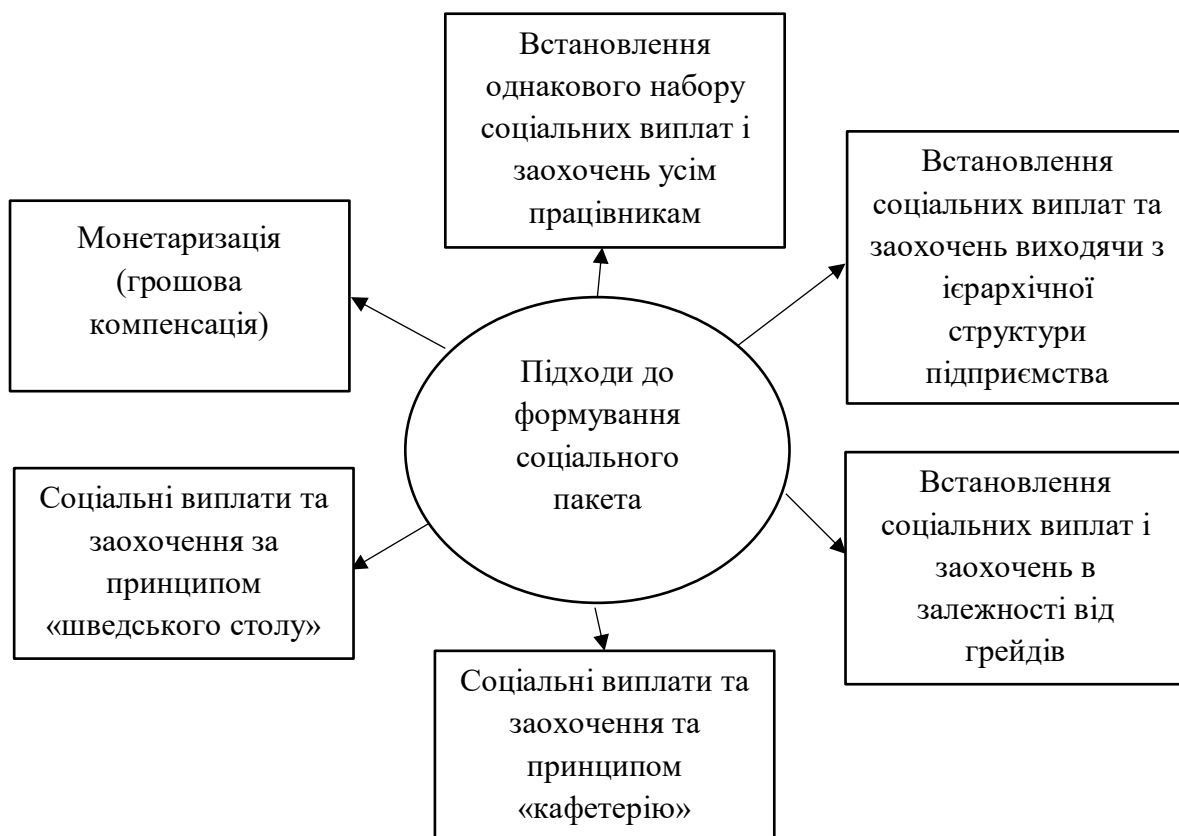 Встановлення
однакового набору
соціальних виплат і
заохочень усім
працівникам
Встановлення
соціальних виплат та
заохочень виходячи з
ієрархічної
структури
підприємства
Монетаризація
(грошова
компенсація)
Підходи до
формування
соціального
пакета
Соціальні виплати та
заохочення за
принципом
«шведського столу»
Встановлення
соціальних виплат і
заохочень в
залежності від
грейдів
Соціальні виплати та
заохочення та
принципом
«кафетерію»